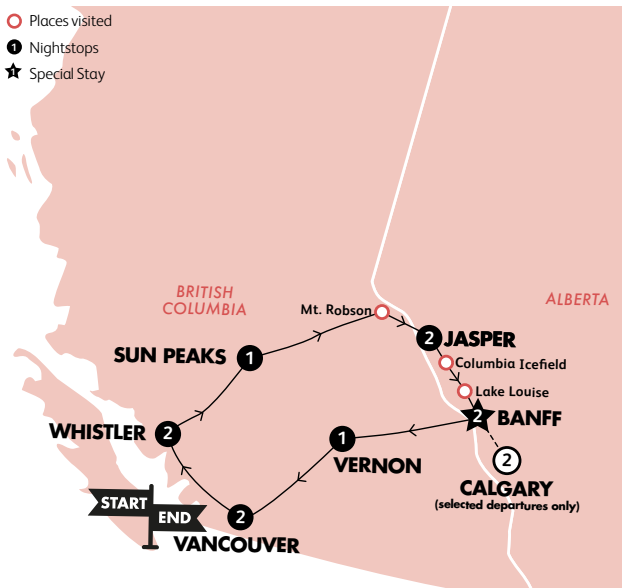 Places visited
1 Nightstops
1 Special Stay
BRITISH
COLUMBIA
ALBERTA
Mt. Robson
2 JASPER
SUN PEAKS 1
Columbia Icefield
Lake Louise
WHISTLER 2
2 BANFF
1
VERNON
2
CALGARY
(selected departures only)
START
END
2
VANCOUVER